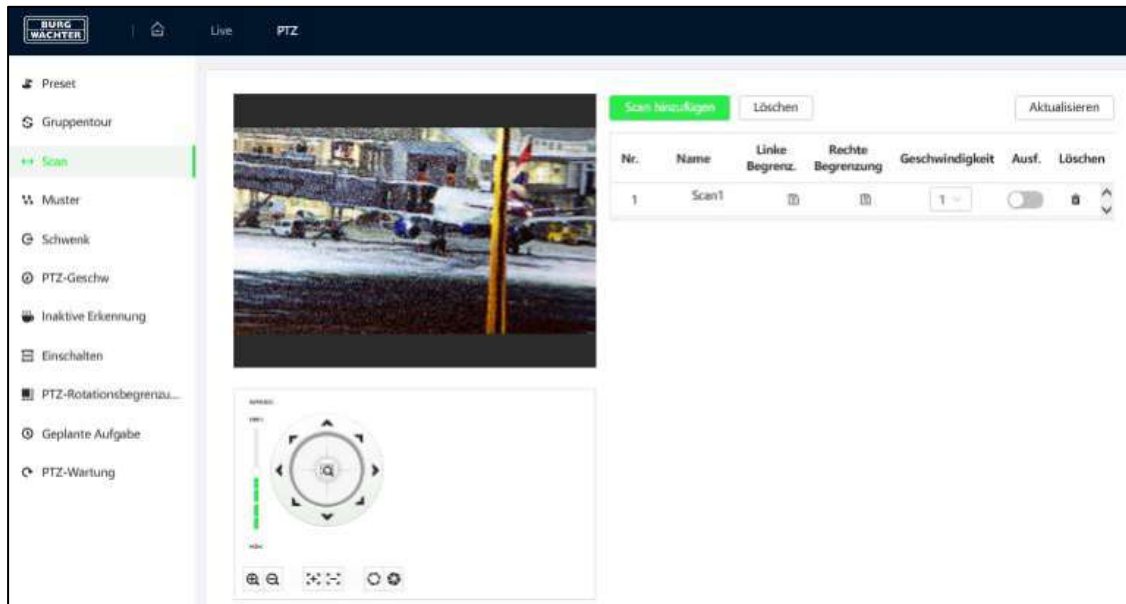 BURG
WÄCHTER
Live PTZ
Preset
Gruppentour
Scan
Muster
Schwenk
PTZ-Geschw
Inaktive Erkennung
Einschalten
PTZ-Rotationsbegrenzu...
Geplante Aufgabe
PTZ-Wartung
Scan hinzufügen Löschen Aktualisieren
Nr. Name Linke Begrenz. Rechte Begrenzung Geschwindigkeit Ausf. Löschen
1 Scan1 1